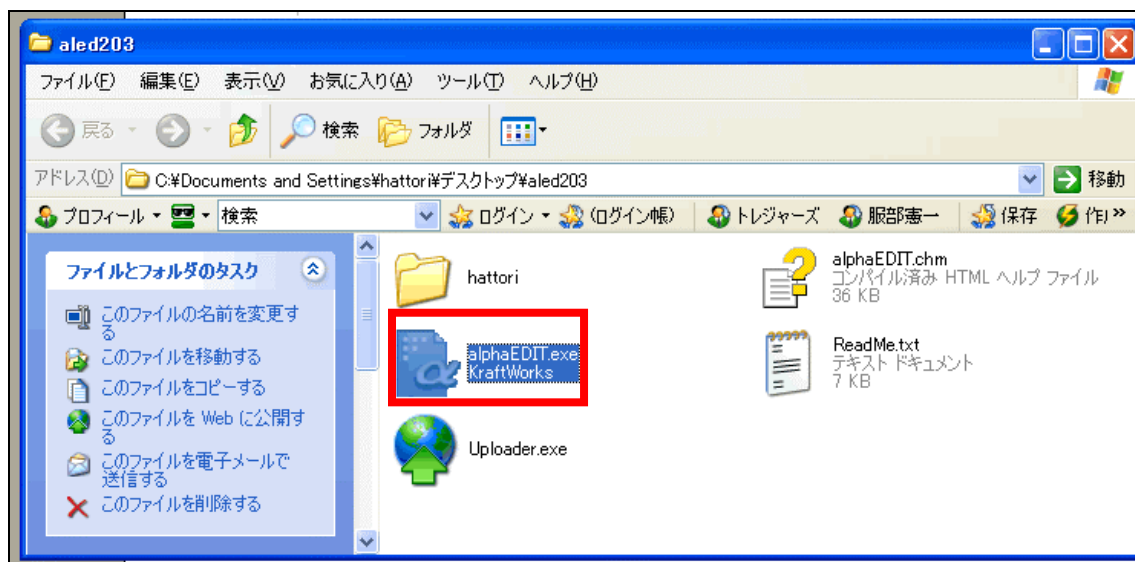 aled203
ファイル(F) 編集(E) 表示(V) お気に入り(A) ツール(T) ヘルプ(H)
戻る 検索 フォルダ
アドレス(D) C:¥Documents and Settings¥hattori¥デスクトップ¥aled203 移動
プロフィール 検索 ログイン (ログイン帳) トレジャーズ 服部憲一 保存 »
ファイルとフォルダのタスク
このファイルの名前を変更す
る
このファイルを移動する
このファイルをコピーする
このファイルを Web に公開す
る
このファイルを電子メールで
送信する
このファイルを削除する
hattori
alphaEDIT.chm
コンパイル済み HTML ヘルプ ファイル
36 KB
alphaEDIT.exe
KraftWorks
ReadMe.txt
テキスト ドキュメント
7 KB
Uploader.exe